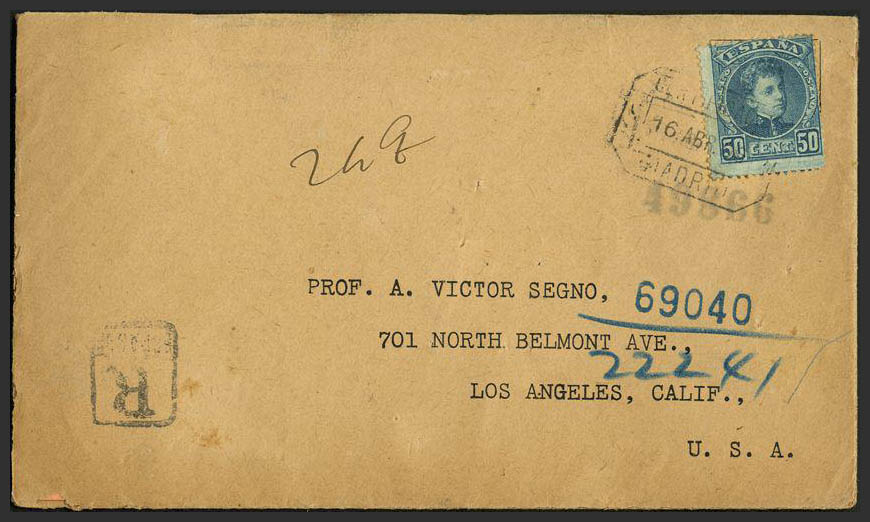 ESPAÑA
50 CENT. 50
16 ABR.
MADRID
49866
PROF. A. VICTOR SEGNO,
69040
701 NORTH BELMONT AVE.,
22241
LOS ANGELES, CALIF.,
U. S. A.
R